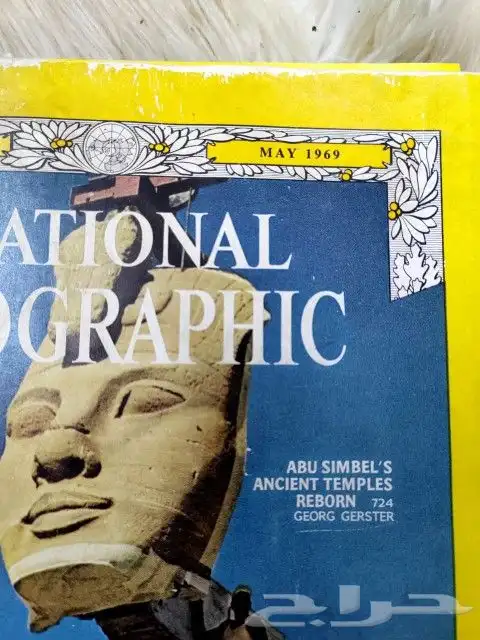 MAY 1969
ATIONAL
OGRAPHIC
ABU SIMBEL'S
ANCIENT TEMPLES
REBORN 724
GEORG GERSTER
حراج